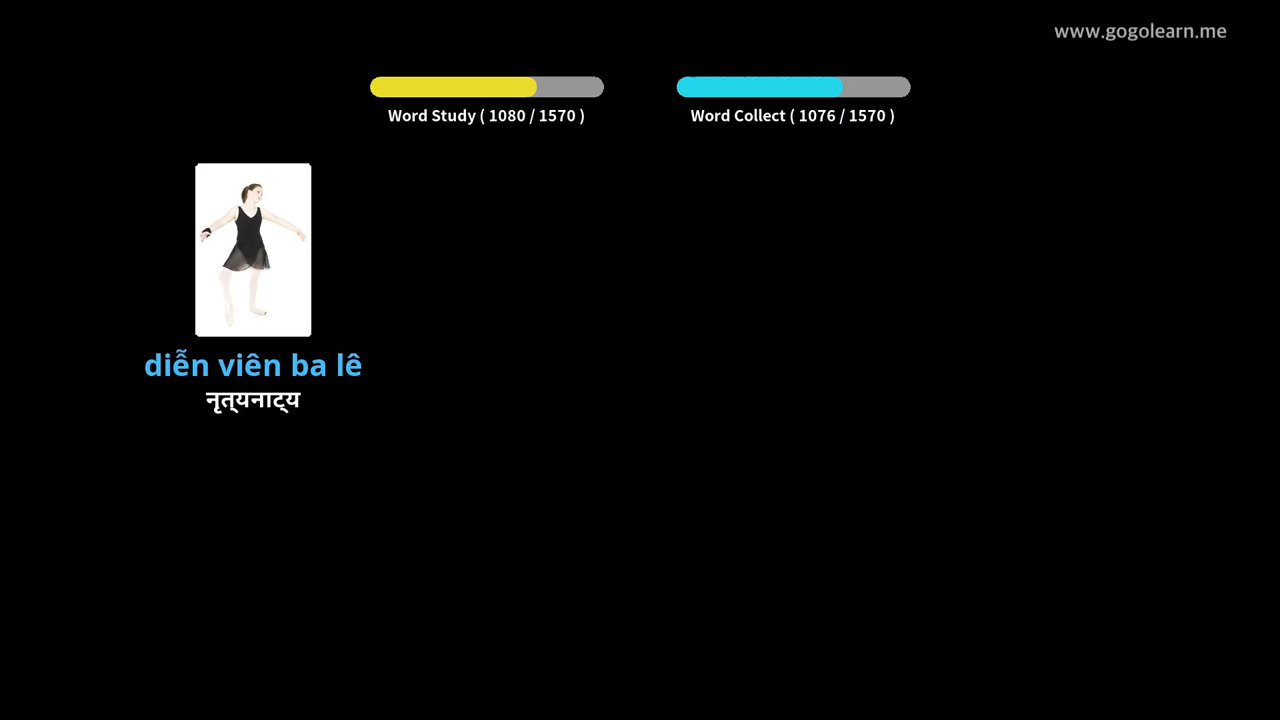 www.gogolearn.me
Word Study ( 1080 / 1570 )
Word Collect ( 1076 / 1570 )
diễn viên ba lê
नृत्यनाट्य